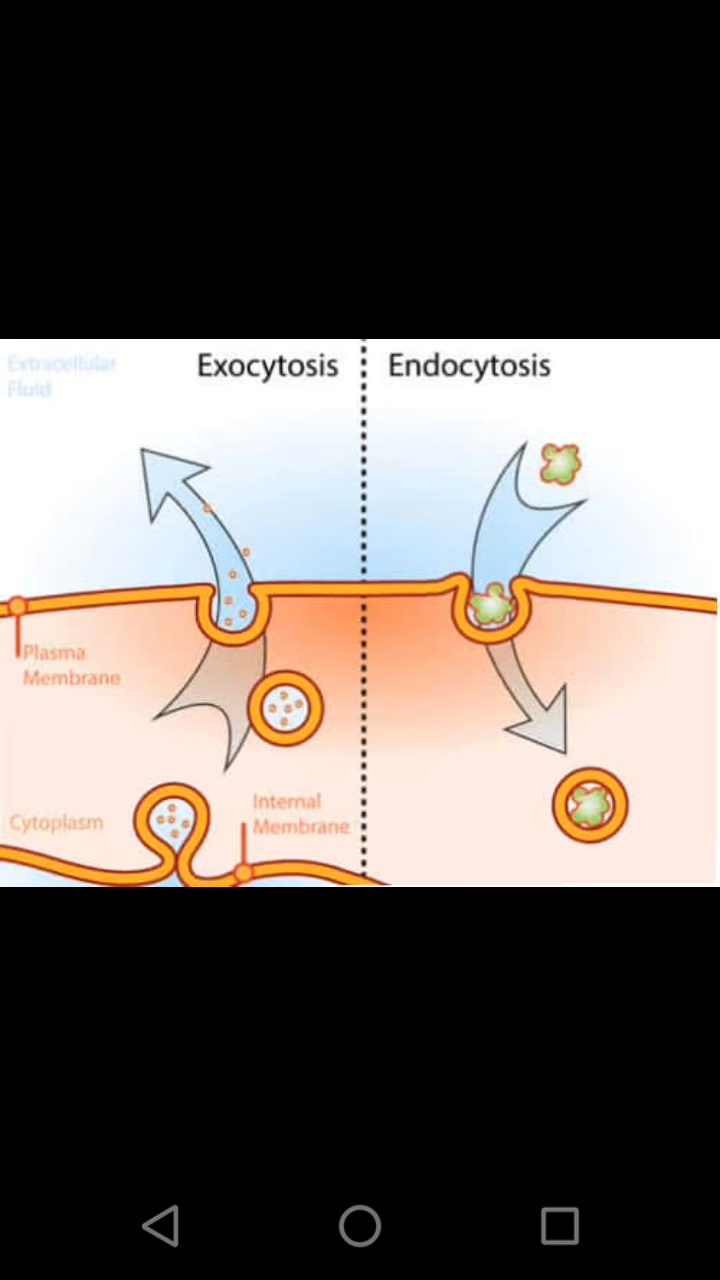 Extracellular
Fluid
Exocytosis
Endocytosis
Plasma
Membrane
Cytoplasm
Internal
Membrane